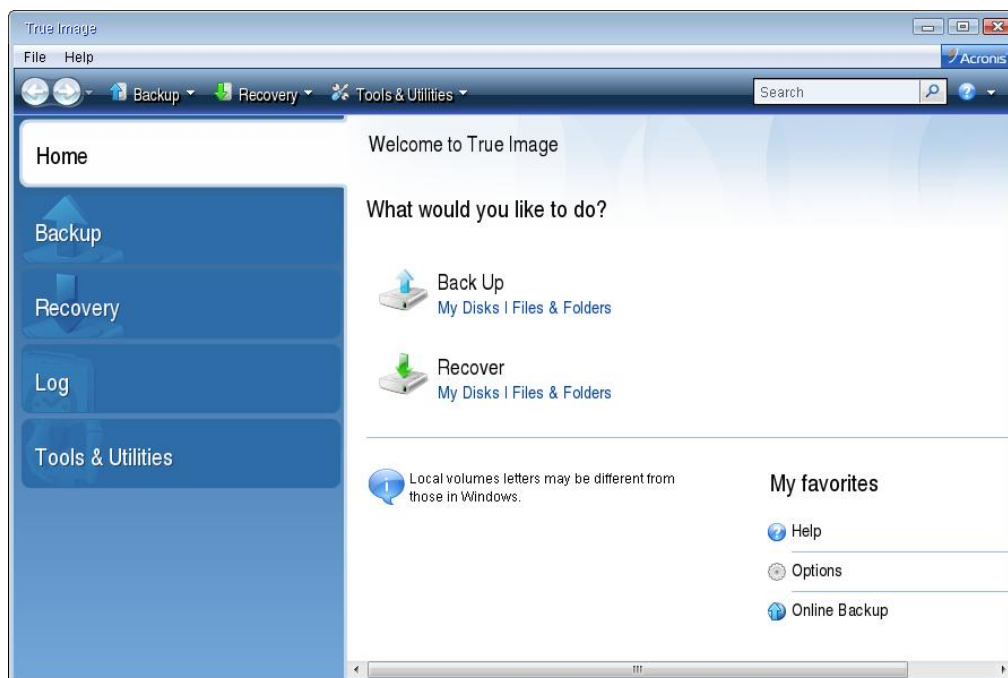 True Image
File Help
Acronis
Backup Recovery Tools & Utilities Search
Home
Backup
Recovery
Log
Tools & Utilities
Welcome to True Image
What would you like to do?
Back Up
My Disks | Files & Folders
Recover
My Disks | Files & Folders
Local volumes letters may be different from
those in Windows.
My favorites
Help
Options
Online Backup